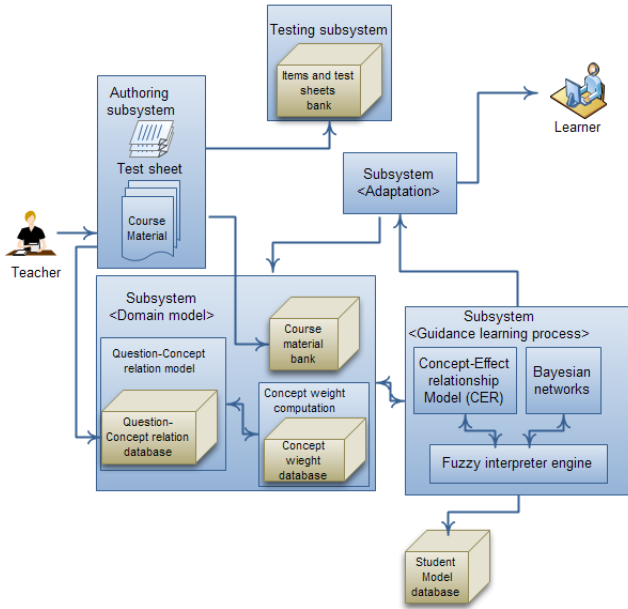 Testing subsystem
Items and test
sheets
bank
Authoring
subsystem
Test sheet
Course
Material
Teacher
Learner
Subsystem
<Adaptation>
Subsystem
<Domain model>
Course
material
bank
Question-Concept
relation model
Question-
Concept relation
database
Concept weight
computation
Concept
wieght
database
Subsystem
<Guidance learning process>
Concept-Effect
relationship
Model (CER)
Bayesian
networks
Fuzzy interpreter engine
Student
Model
database